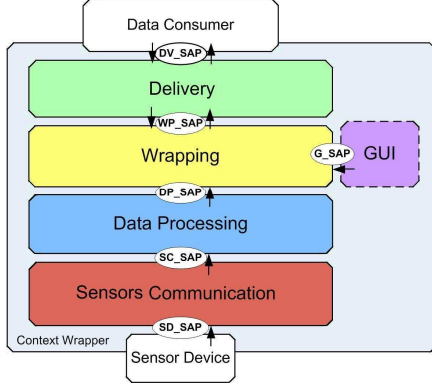 Data Consumer
DV_SAP
Delivery
WP_SAP
Wrapping
G_SAP
GUI
DP_SAP
Data Processing
SC_SAP
Sensors Communication
SD_SAP
Context Wrapper
Sensor Device